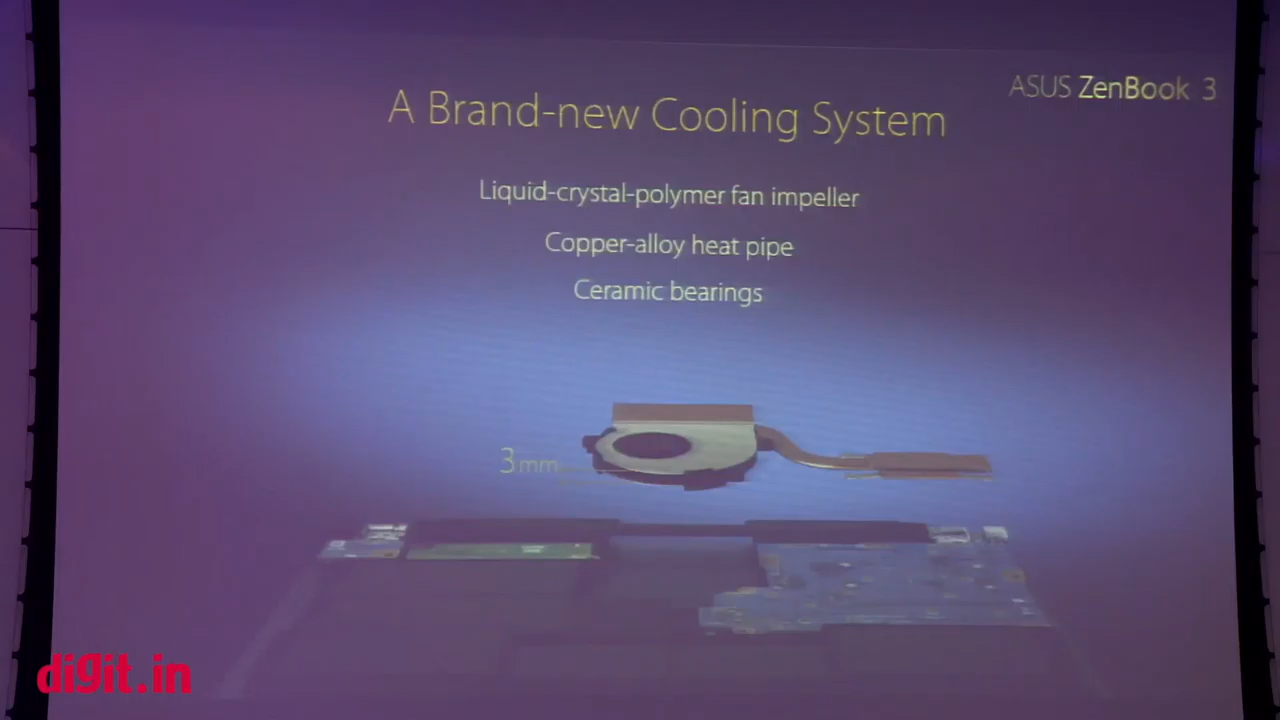 ASUS ZenBook 3
A Brand-new Cooling System
Liquid-crystal-polymer fan impeller
Copper-alloy heat pipe
Ceramic bearings
3mm
digit.in